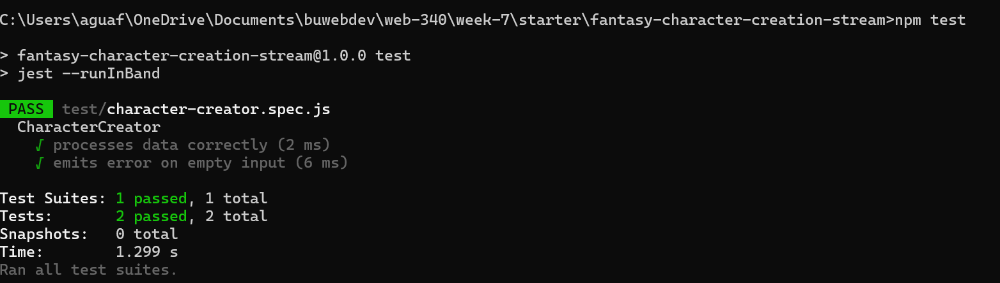 C:\Users\aguaf\OneDrive\Documents\buwebdev\web-340\week-7\starter\fantasy-character-creation-stream>npm test
> fantasy-character-creation-stream@1.0.0 test
> jest --runInBand
PASS test/character-creator.spec.js
CharacterCreator
√ processes data correctly (2 ms)
√ emits error on empty input (6 ms)
Test Suites: 1 passed, 1 total
Tests: 2 passed, 2 total
Snapshots: 0 total
Time: 1.299 s
Ran all test suites.